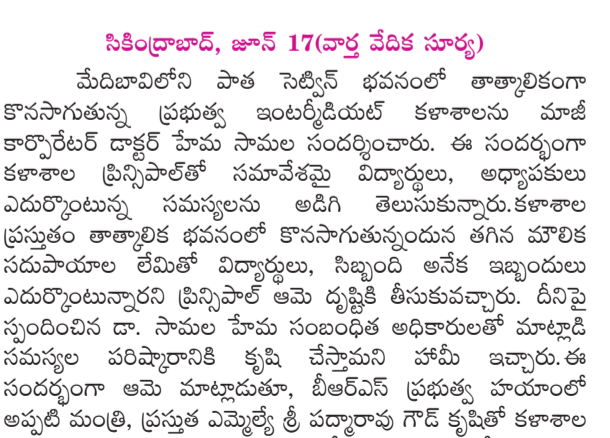 సికింద్రాబాద్, జూన్ 17(వార్త వేదిక సూర్య)
మేదిబావిలోని పాత సెట్విన్ భవనంలో తాత్కాలికంగా
కొనసాగుతున్న ప్రభుత్వ ఇంటర్మీడియట్ కళాశాలను మాజీ
కార్పొరేటర్ డాక్టర్ హేమ సామల సందర్శించారు. ఈ సందర్భంగా
కళాశాల ప్రిన్సిపాల్‌తో సమావేశమై విద్యార్థులు, అధ్యాపకులు
ఎదుర్కొంటున్న సమస్యలను అడిగి తెలుసుకున్నారు.కళాశాల
ప్రస్తుతం తాత్కాలిక భవనంలో కొనసాగుతున్నందున తగిన మౌలిక
సదుపాయాల లేమితో విద్యార్థులు, సిబ్బంది అనేక ఇబ్బందులు
ఎదుర్కొంటున్నారని ప్రిన్సిపాల్ ఆమె దృష్టికి తీసుకువచ్చారు. దీనిపై
స్పందించిన డా. సామల హేమ సంబంధిత అధికారులతో మాట్లాడి
సమస్యల పరిష్కారానికి కృషి చేస్తామని హామీ ఇచ్చారు.ఈ
సందర్భంగా ఆమె మాట్లాడుతూ, బీఆర్ఎస్ ప్రభుత్వ హయాంలో
అప్పటి మంత్రి, ప్రస్తుత ఎమ్మెల్యే శ్రీ పద్మారావు గౌడ్ కృషితో కళాశాల